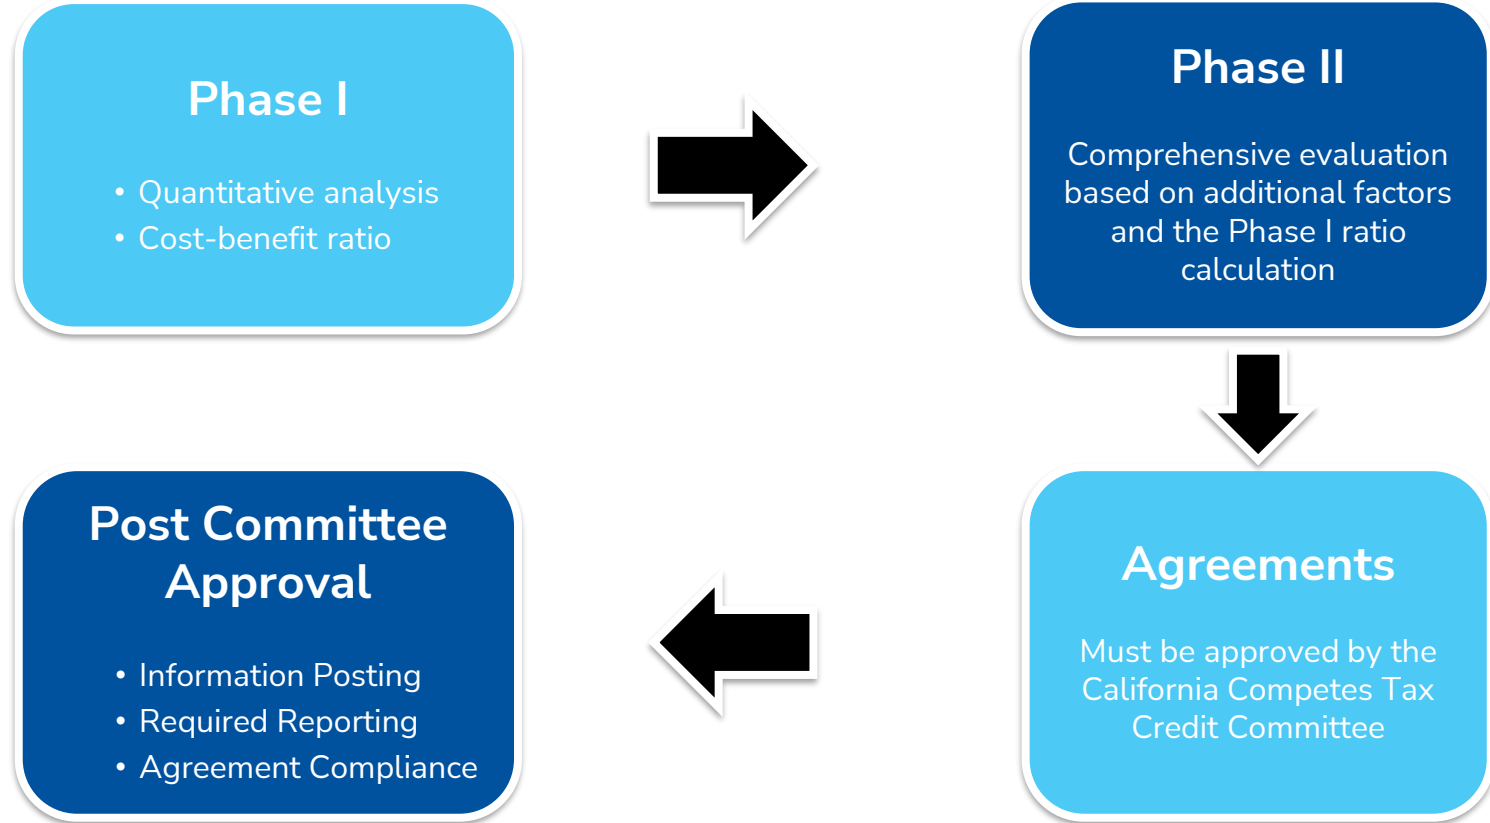 Phase I
• Quantitative analysis
• Cost-benefit ratio
Phase II
Comprehensive evaluation
based on additional factors
and the Phase I ratio
calculation
Agreements
Must be approved by the
California Competes Tax
Credit Committee
Post Committee
Approval
• Information Posting
• Required Reporting
• Agreement Compliance